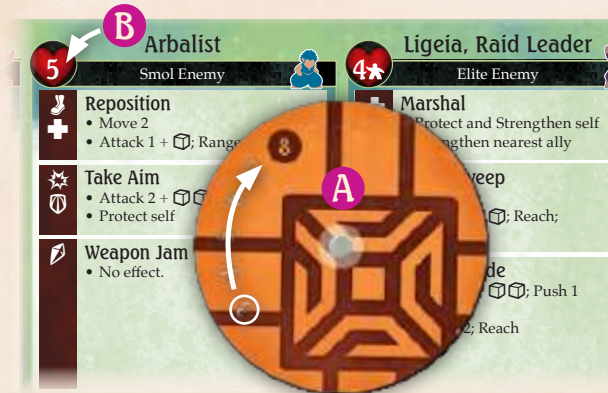 B
Arbalist
5
Smol Enemy
Reposition
• Move 2
• Attack 1 + ; Range
Take Aim
• Attack 2 +
• Protect self
Weapon Jam
• No effect.
8
A
Ligeia, Raid Leader
4
Elite Enemy
Marshal
Protect and Strengthen self
ngthen nearest ally
weep
; Reach;
de
; Push 1
2; Reach